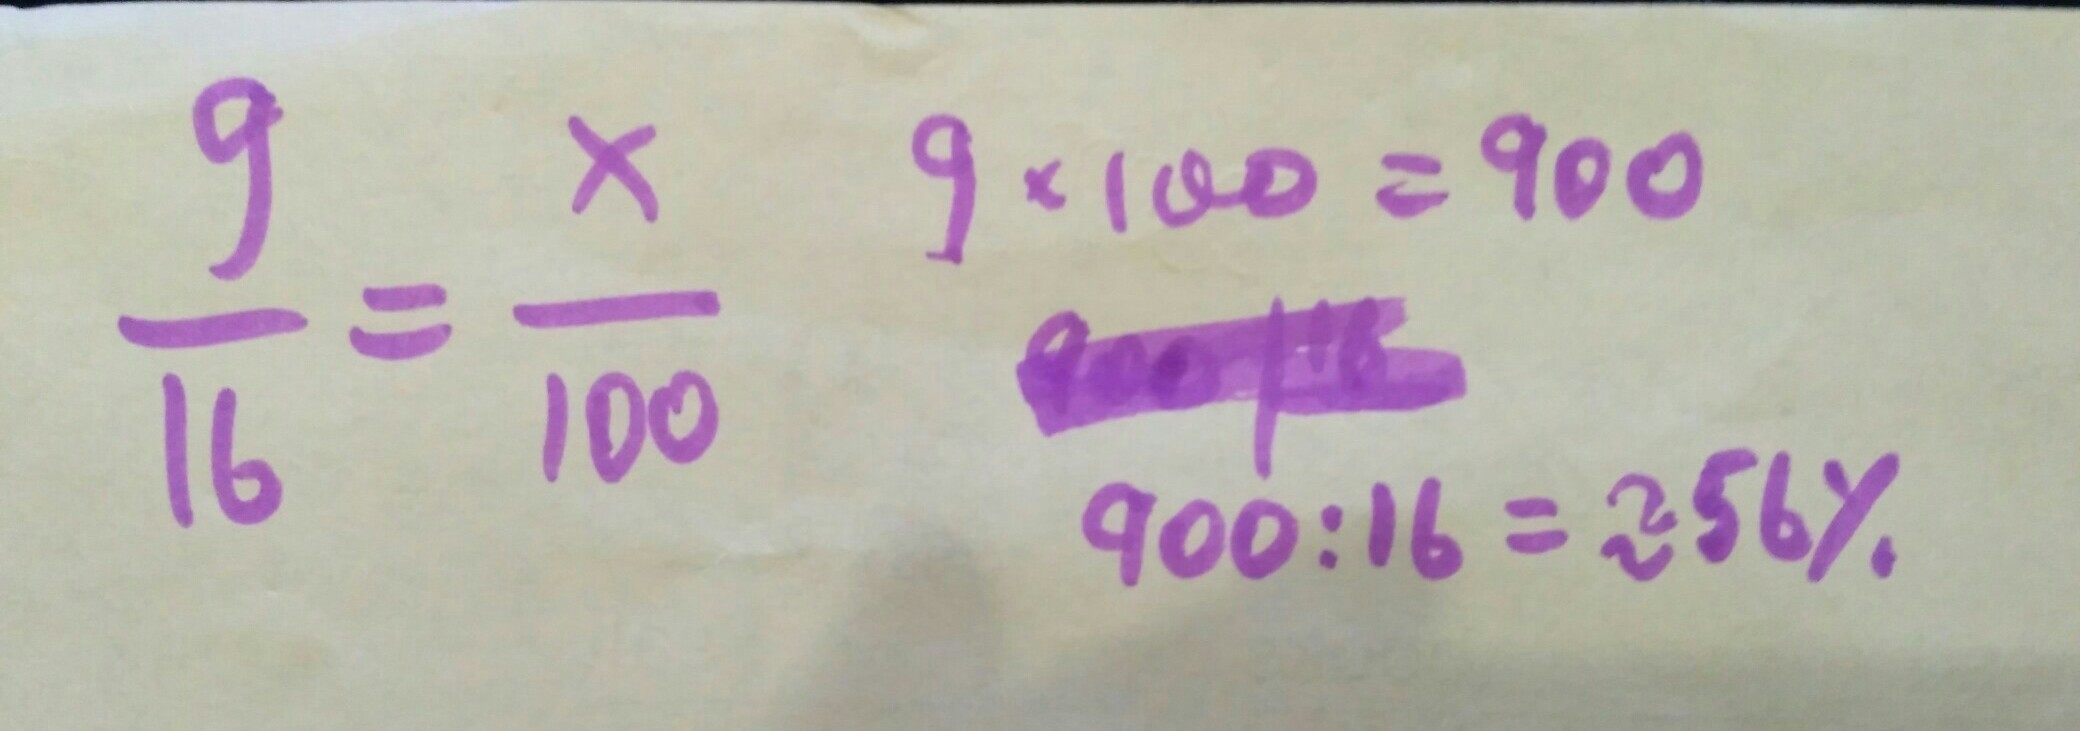 9/16 = x/100
9 × 100 = 900
900 : 16 = ≈ 56%